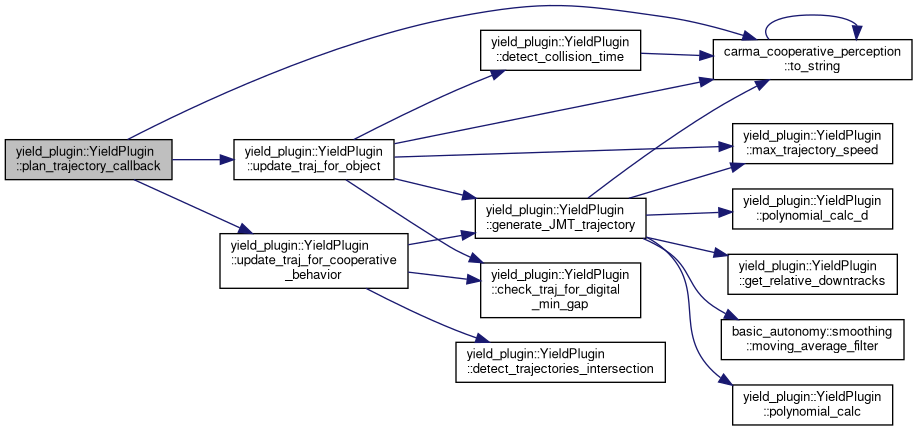 yield_plugin::YieldPlugin
::plan_trajectory_callback
yield_plugin::YieldPlugin
::update_traj_for_object
yield_plugin::YieldPlugin
::update_traj_for_cooperative
_behavior
yield_plugin::YieldPlugin
::detect_collision_time
yield_plugin::YieldPlugin
::generate_JMT_trajectory
yield_plugin::YieldPlugin
::check_traj_for_digital
_min_gap
yield_plugin::YieldPlugin
::detect_trajectories_intersection
carma_cooperative_perception
::to_string
yield_plugin::YieldPlugin
::max_trajectory_speed
yield_plugin::YieldPlugin
::polynomial_calc_d
yield_plugin::YieldPlugin
::get_relative_downtracks
basic_autonomy::smoothing
::moving_average_filter
yield_plugin::YieldPlugin
::polynomial_calc